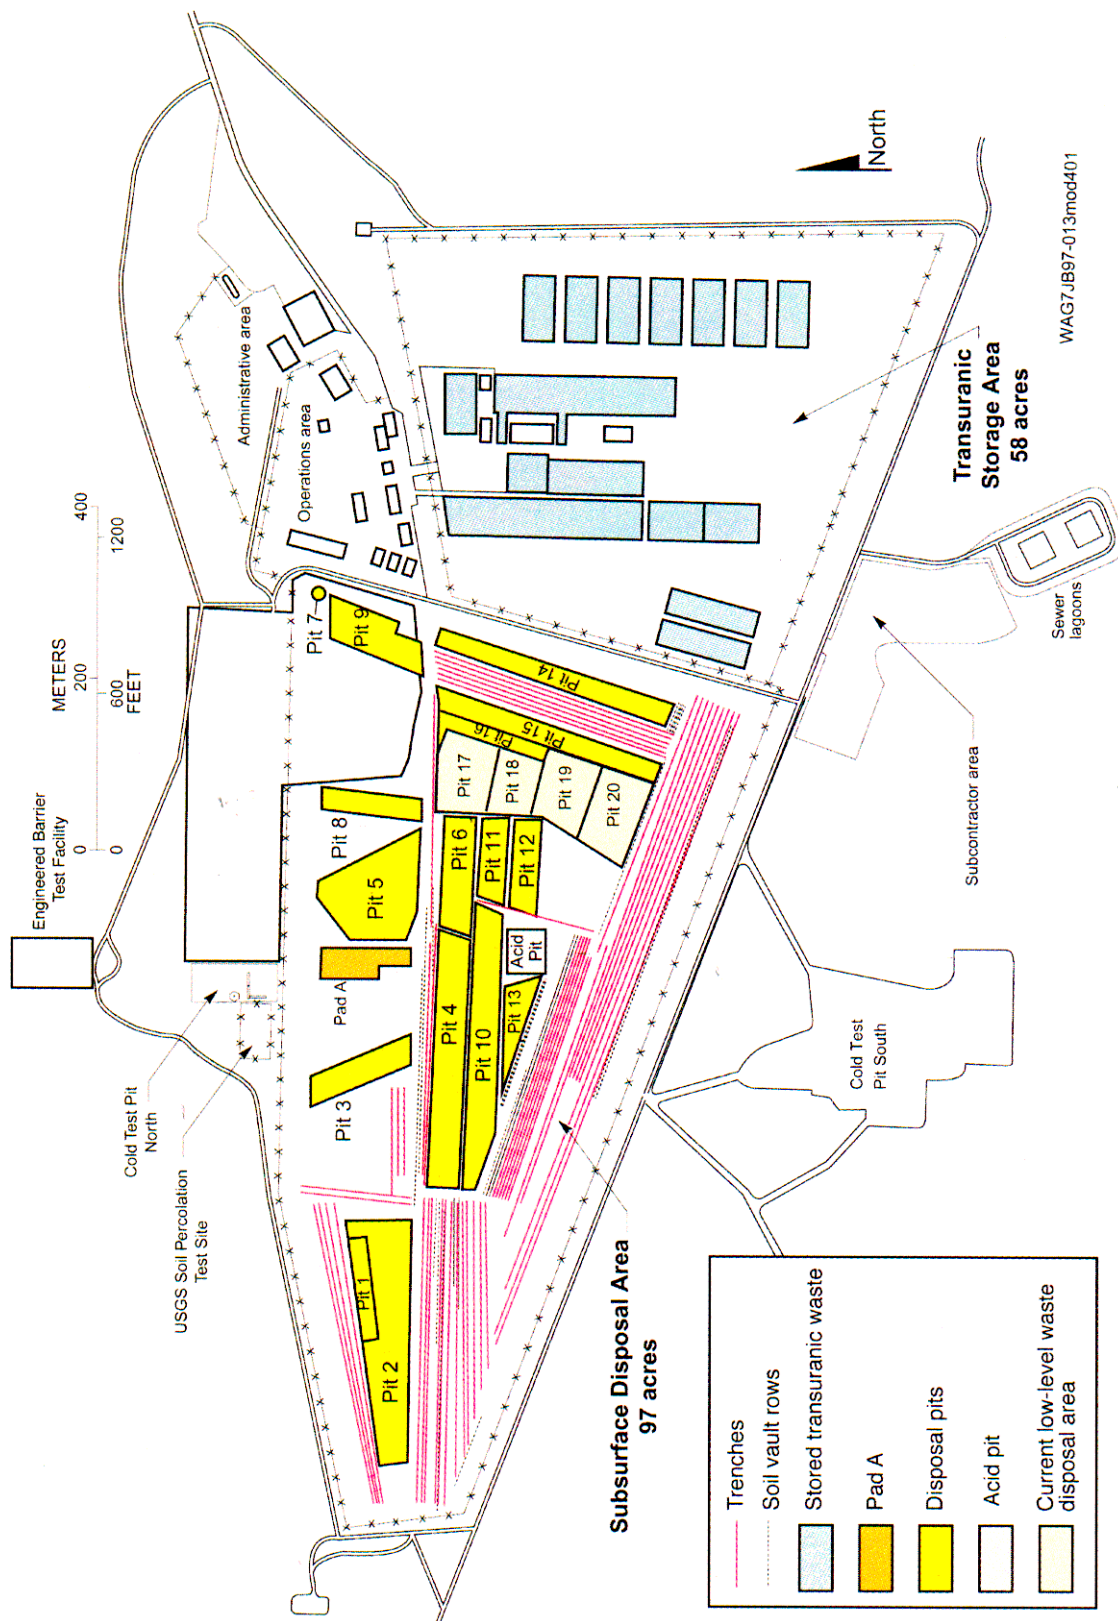 Engineered Barrier
Test Facility
METERS
0
200
400
0
600
1200
FEET
Cold Test Pit
North
USGS Soil Percolation
Test Site
Administrative area
Operations area
Pit 1
Pit 2
Pit 3
Pad A
Pit 5
Pit 8
Pit 7
Pit 9
Pit 4
Pit 10
Pit 6
Pit 11
Pit 12
Acid
Pit
Pit 13
Pit 17
Pit 18
Pit 19
Pit 20
Pit 16
Pit 15
Pit 14
Subsurface Disposal Area
97 acres
Transuranic
Storage Area
58 acres
North
WAG7JB97-013mod401
Sewer
lagoons
Subcontractor area
Cold Test
Pit South
Trenches
Soil vault rows
Stored transuranic waste
Pad A
Disposal pits
Acid pit
Current low-level waste
disposal area